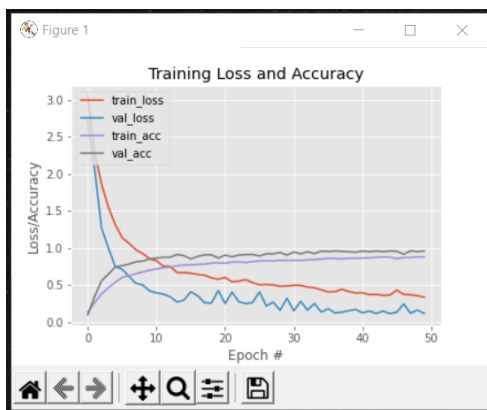 Figure 1
Training Loss and Accuracy
train_loss
val_loss
train_acc
val_acc
Loss/Accuracy
3.0
2.5
2.0
1.5
1.0
0.5
0.0
0
10
20
30
40
50
Epoch #